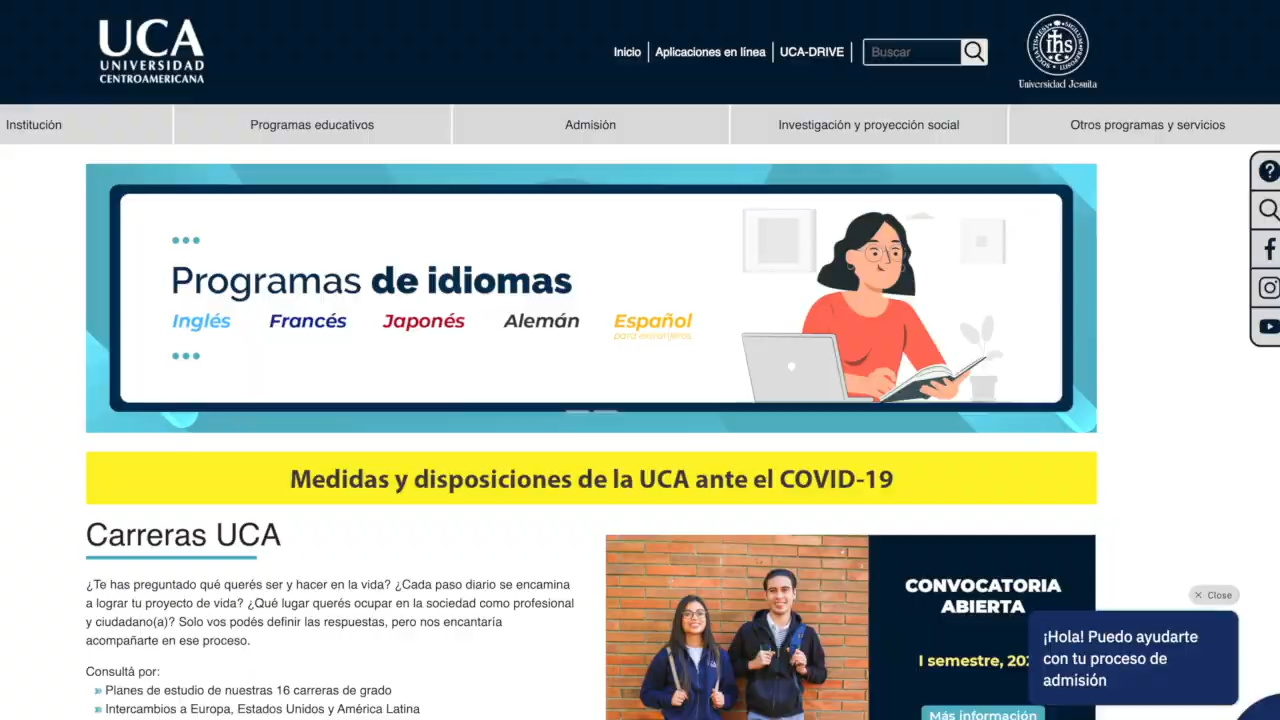 UCA
UNIVERSIDAD
CENTROAMERICANA
Inicio
Aplicaciones en línea
UCA-DRIVE
Buscar
ihs
Universidad Jesuita
Institución
Programas educativos
Admisión
Investigación y proyección social
Otros programas y servicios
Programas de idiomas
Inglés Francés Japonés Alemán Español
para extranjeros
Medidas y disposiciones de la UCA ante el COVID-19
Carreras UCA
¿Te has preguntado qué querés ser y hacer en la vida? ¿Cada paso diario se encamina
a lograr tu proyecto de vida? ¿Qué lugar querés ocupar en la sociedad como profesional
y ciudadano(a)? Solo vos podés definir las respuestas, pero nos encantaría
acompañarte en ese proceso.
Consultá por:
Planes de estudio de nuestras 16 carreras de grado
Intercambios a Europa, Estados Unidos y América Latina
CONVOCATORIA
ABIERTA
I semestre,
Más información
Close
¡Hola! Puedo ayudarte
con tu proceso de
admisión